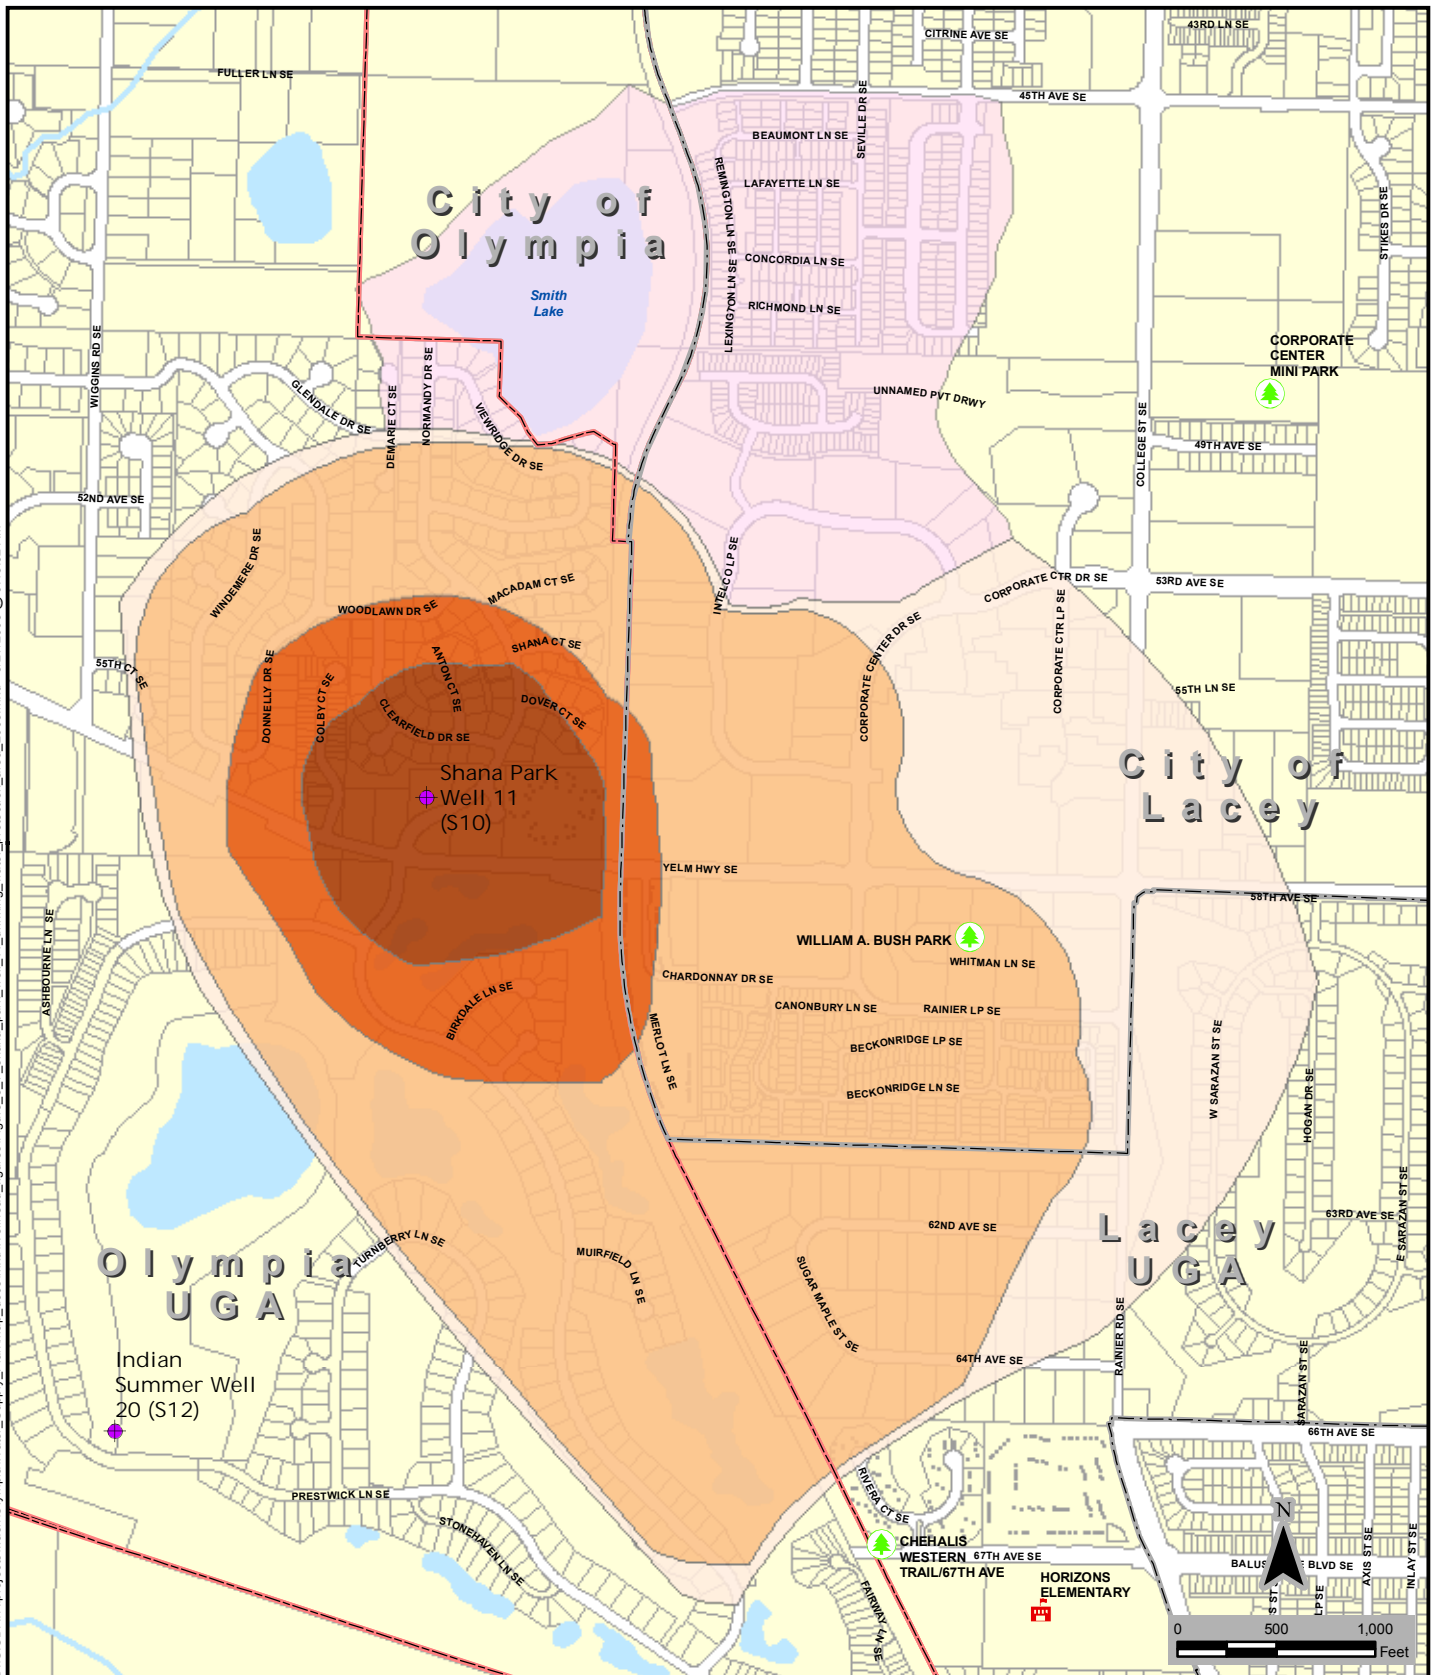 43RD LN SE
CITRINE AVE SE
FULLER LN SE
45TH AVE SE
BEAUMONT LN SE
SEVILLE DR SE
REMINGTON LN SE
LAFAYETTE LN SE
City of
Olympia
STIKES DR SE
CONCORDIA LN SE
LEXINGTON LN SE
RICHMOND LN SE
Smith
Lake
WIGGINS RD SE
CORPORATE
CENTER
MINI PARK
GLENDALE DR SE
DEMARIE CT SE
NORMANDY DR SE
VIEWRIDGE DR SE
UNNAMED PVT DRWY
COLLEGE ST SE
49TH AVE SE
52ND AVE SE
WINDEMERE DR SE
INTELCO LP SE
CORPORATE CTR DR SE
53RD AVE SE
MACADAM CT SE
WOODLAWN DR SE
CORPORATE CENTER DR SE
CORPORATE CTR LP SE
SHANA CT SE
55TH CT SE
DONNELLY DR SE
COLBY CT SE
ANTON CT SE
CLEARFIELD DR SE
DOVER CT SE
55TH LN SE
City of
Lacey
Shana Park
Well 11
(S10)
YELM HWY SE
58TH AVE SE
ASHBOURNE LN SE
WILLIAM A. BUSH PARK
WHITMAN LN SE
CHARDONNAY DR SE
CANONBURY LN SE
RAINIER LP SE
BIRKDALE LN SE
MERLOT LN SE
BECKONRIDGE LP SE
BECKONRIDGE LN SE
W SARAZAN ST SE
HOGAN DR SE
E SARAZAN ST SE
63RD AVE SE
62ND AVE SE
Lacey
UGA
TURNBERRY LN SE
Olympia
UGA
MUIRFIELD LN SE
SUGAR MAPLE ST SE
64TH AVE SE
RAINIER RD SE
SARAZAN ST SE
Indian
Summer Well
20 (S12)
66TH AVE SE
PRESTWICK LN SE
STONEHAVEN LN SE
RIVERA CT SE
CHEHALIS
WESTERN
TRAIL/67TH AVE
67TH AVE SE
FAIRWAY LN SE
HORIZONS
ELEMENTARY
BLVD SE
AXIS ST SE
INLAY ST SE
LP SE
N
0 500 1,000
Feet